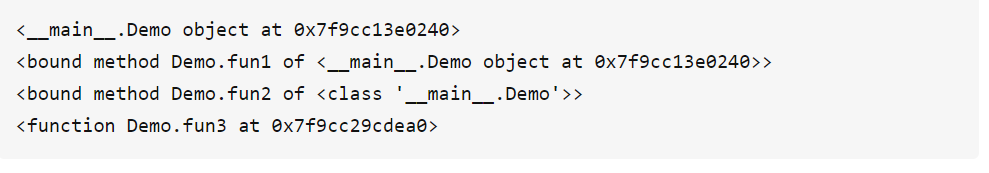 <__main__.Demo object at 0x7f9cc13e0240>
<bound method Demo.fun1 of <__main__.Demo object at 0x7f9cc13e0240>>
<bound method Demo.fun2 of <class '__main__.Demo'>>
<function Demo.fun3 at 0x7f9cc29cdea0>